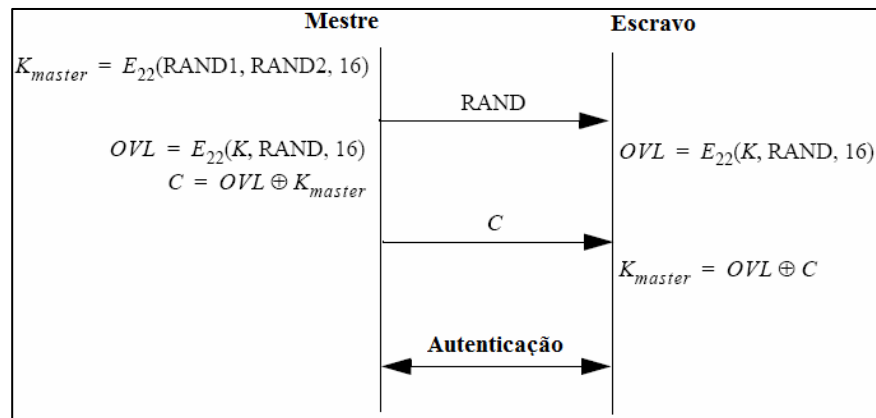 Mestre
Escravo
K_master = E_22(RAND1, RAND2, 16)
RAND
OVL = E_22(K, RAND, 16)
OVL = E_22(K, RAND, 16)
C = OVL ⊕ K_master
C
K_master = OVL ⊕ C
Autenticação